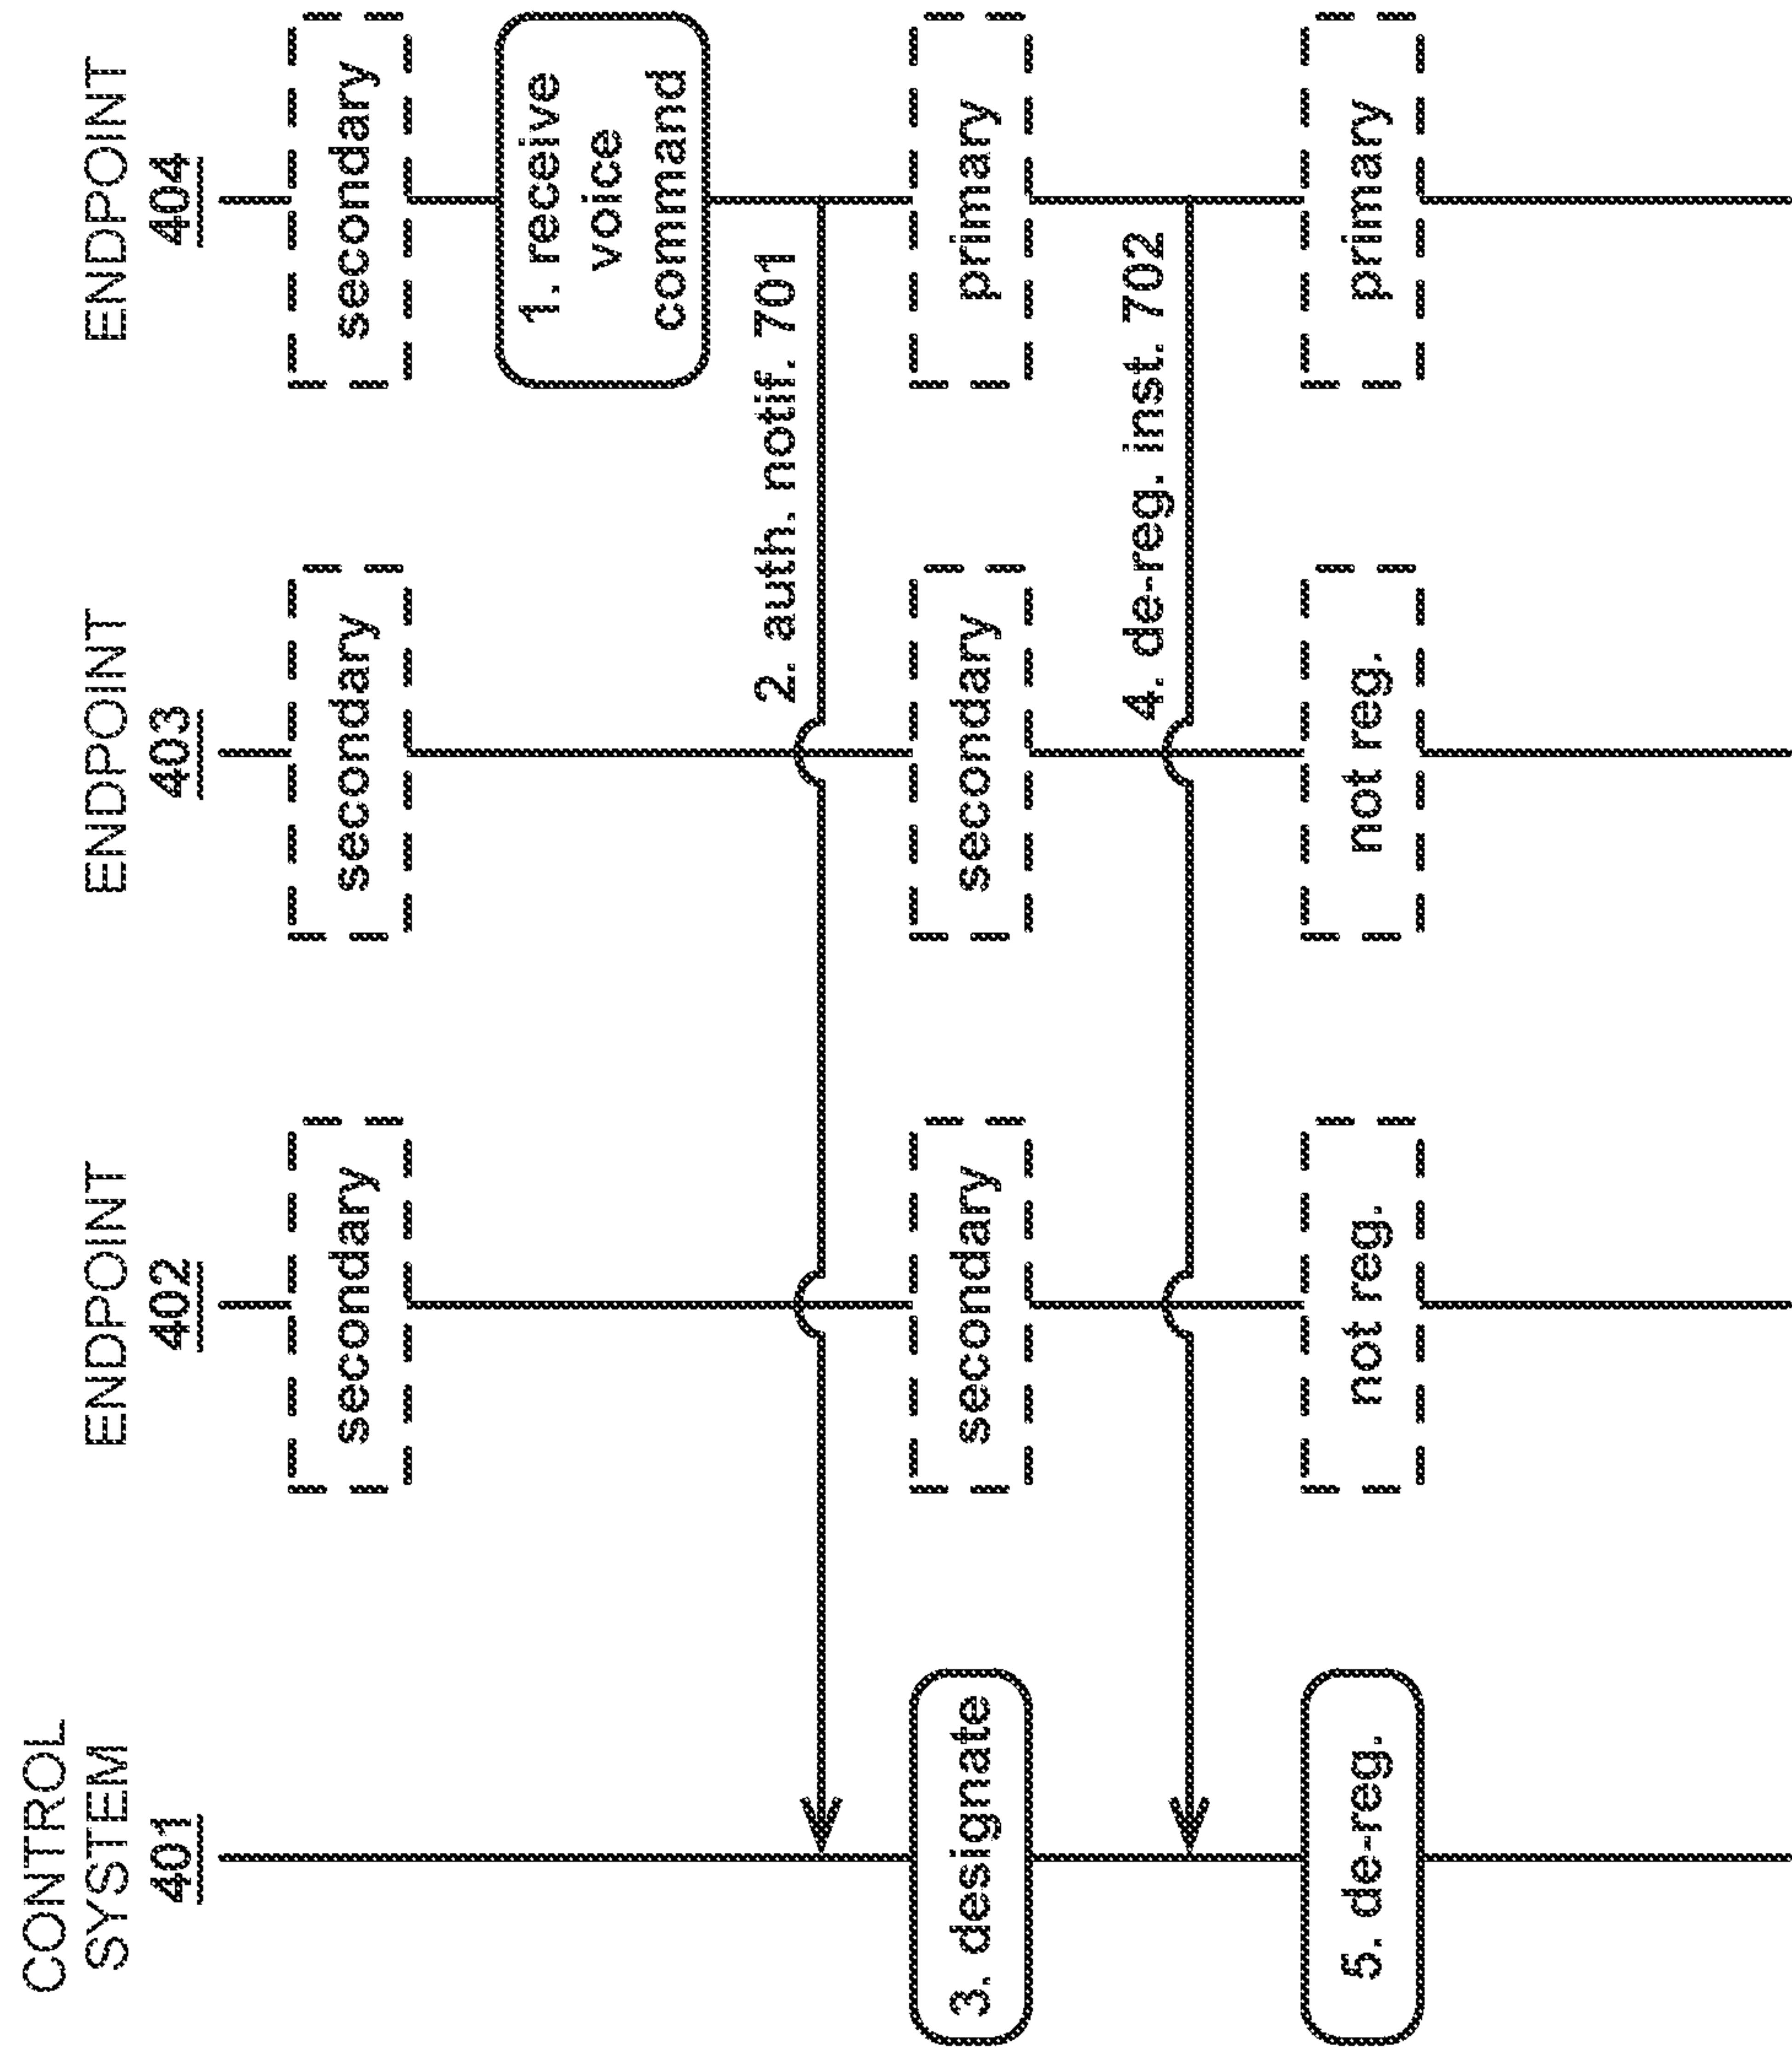 CONTROL
SYSTEM
401
ENDPOINT
402
ENDPOINT
403
ENDPOINT
404
secondary
secondary
secondary
1. receive
voice
command
2. auth. notif. 701
3. designate
secondary
secondary
primary
4. de-reg. inst. 702
5. de-reg.
not reg.
not reg.
primary